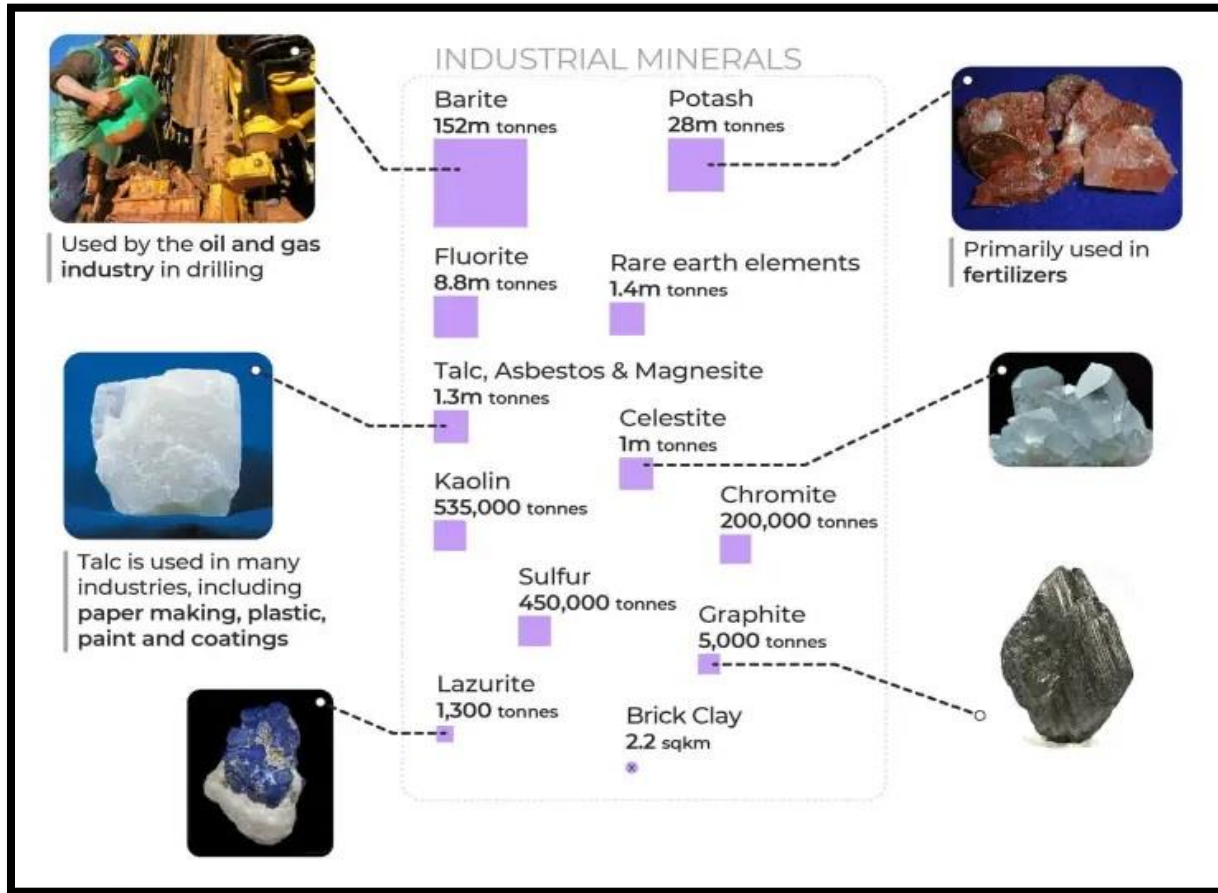 INDUSTRIAL MINERALS
Barite
152m tonnes
Potash
28m tonnes
Used by the oil and gas
industry in drilling
Primarily used in
fertilizers
Fluorite
8.8m tonnes
Rare earth elements
1.4m tonnes
Talc, Asbestos & Magnesite
1.3m tonnes
Celestite
1m tonnes
Kaolin
535,000 tonnes
Chromite
200,000 tonnes
Talc is used in many
industries, including
paper making, plastic,
paint and coatings
Sulfur
450,000 tonnes
Graphite
5,000 tonnes
Lazurite
1,300 tonnes
Brick Clay
2.2 sqkm